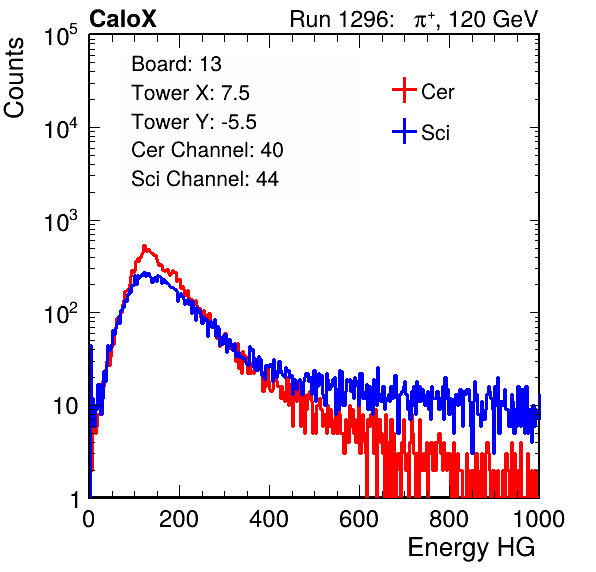 CaloX Run 1296: π⁺, 120 GeV
Counts
10⁵
10⁴
10³
10²
10
1
Board: 13
Tower X: 7.5
Tower Y: -5.5
Cer Channel: 40
Sci Channel: 44
Cer
Sci
0 200 400 600 800 1000
Energy HG